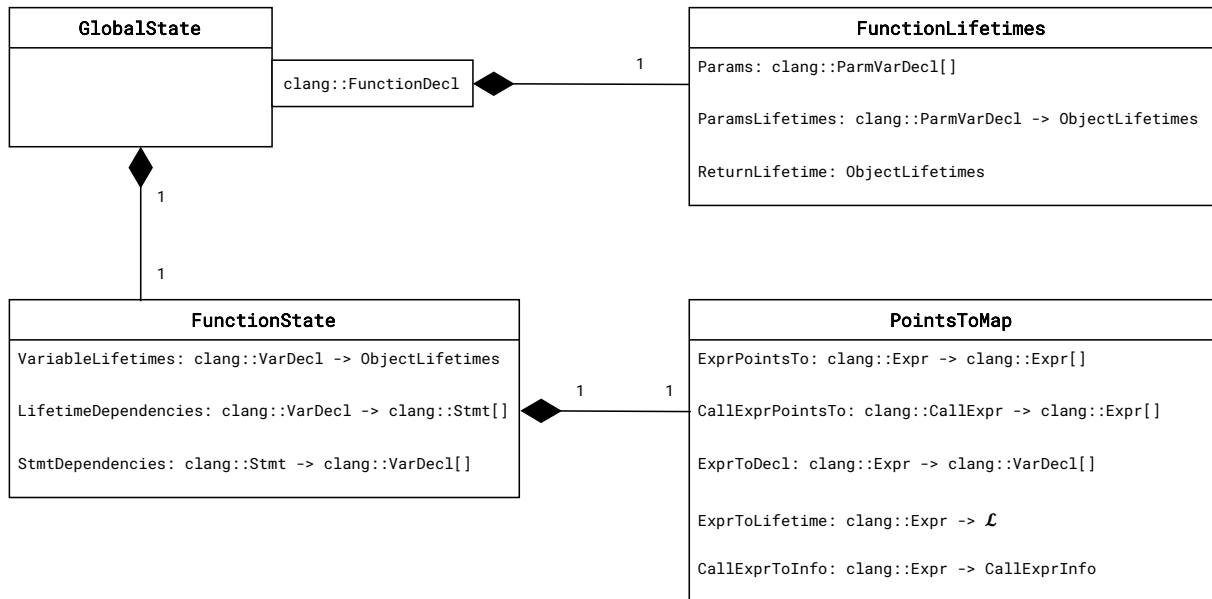 GlobalState
clang::FunctionDecl
1
FunctionLifetimes
Params: clang::ParmVarDecl[]
ParamsLifetimes: clang::ParmVarDecl -> ObjectLifetimes
ReturnLifetime: ObjectLifetimes
1
1
FunctionState
VariableLifetimes: clang::VarDecl -> ObjectLifetimes
LifetimeDependencies: clang::VarDecl -> clang::Stmt[]
StmtDependencies: clang::Stmt -> clang::VarDecl[]
1
1
PointsToMap
ExprPointsTo: clang::Expr -> clang::Expr[]
CallExprPointsTo: clang::CallExpr -> clang::Expr[]
ExprToDecl: clang::Expr -> clang::VarDecl[]
ExprToLifetime: clang::Expr -> 𝓛
CallExprToInfo: clang::Expr -> CallExprInfo